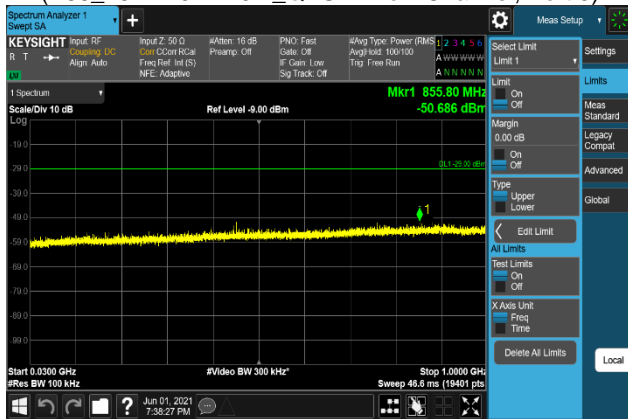 Spectrum Analyzer 1
Swept SA
Meas Setup
KEYSIGHT
R T
LXI
Input: RF
Coupling: DC
Align: Auto
Input Z: 50 Ω
Corr CCorr RCal
Freq Ref: Int (S)
NFE: Adaptive
#Atten: 16 dB
Preamp: Off
PNO: Fast
Gate: Off
IF Gain: Low
Sig Track: Off
#Avg Type: Power (RMS
Avg|Hold: 100/100
Trig: Free Run
1 2 3 4 5 6
A W W W W W
A N N N N N
1 Spectrum
Scale/Div 10 dB
Log
Ref Level -9.00 dBm
Mkr1 855.80 MHz
-50.686 dBm
-19.0
-29.0
-39.0
-49.0
-59.0
-69.0
-79.0
-89.0
-99.0
DL1 -29.00 dBm
1
Start 0.0300 GHz
#Res BW 100 kHz
#Video BW 300 kHz*
Stop 1.0000 GHz
Sweep 46.6 ms (19401 pts
Select Limit
Limit 1
Limit
On
Off
Margin
0.00 dB
On
Off
Type
Upper
Lower
Edit Limit
All Limits
Test Limits
On
Off
X Axis Unit
Freq
Time
Delete All Limits
Settings
Limits
Meas
Standard
Legacy
Compat
Advanced
Global
Local
?
Jun 01, 2021
7:38:27 PM